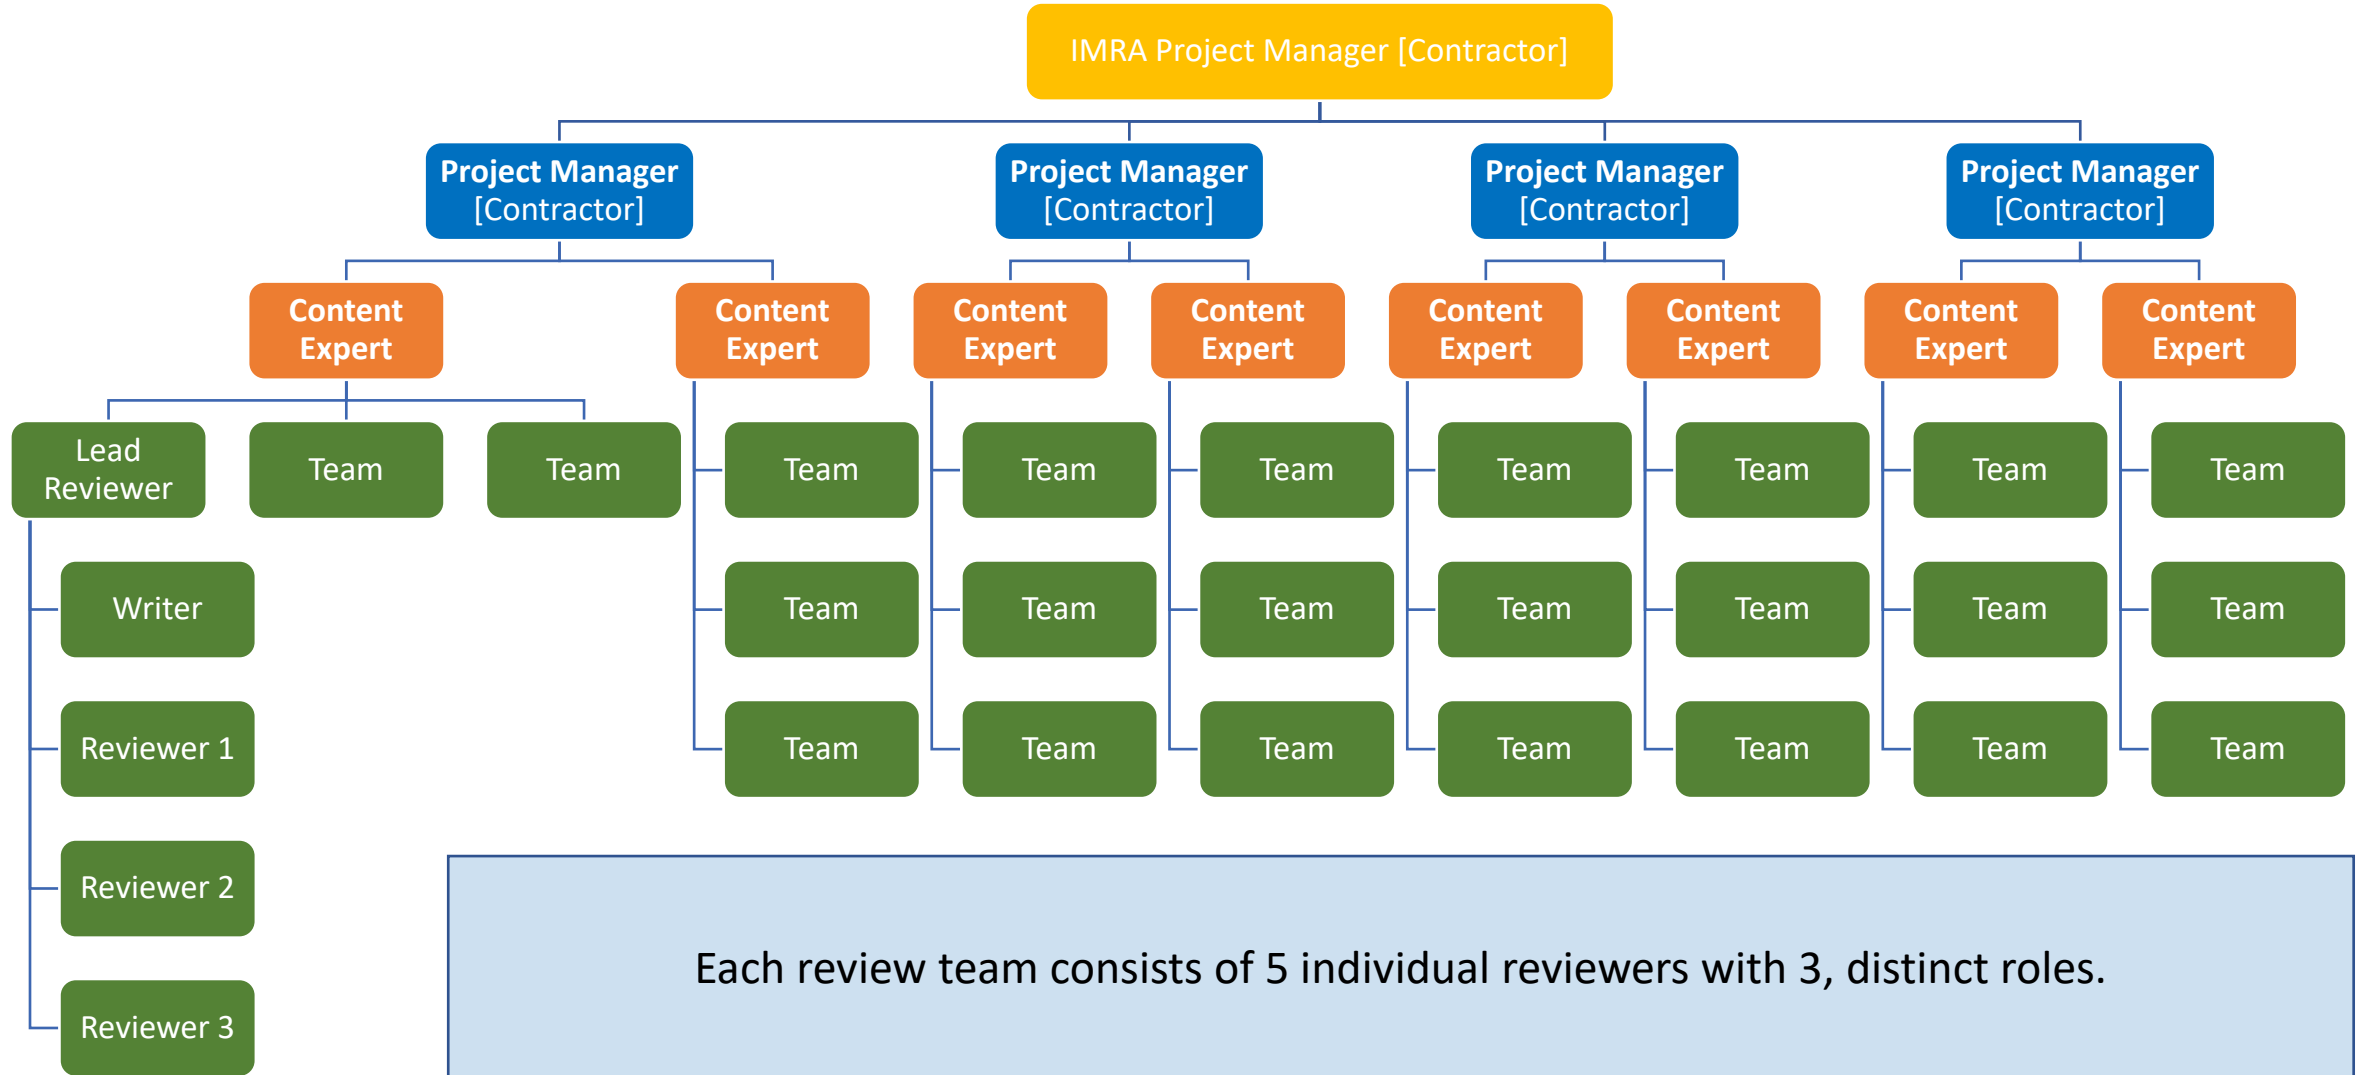 IMRA Project Manager [Contractor]
Project Manager
[Contractor]
Project Manager
[Contractor]
Project Manager
[Contractor]
Project Manager
[Contractor]
Content
Expert
Content
Expert
Content
Expert
Content
Expert
Content
Expert
Content
Expert
Content
Expert
Content
Expert
Lead
Reviewer
Team
Team
Team
Team
Team
Team
Team
Team
Team
Writer
Team
Team
Team
Team
Team
Team
Team
Reviewer 1
Team
Team
Team
Team
Team
Team
Team
Reviewer 2
Reviewer 3
Each review team consists of 5 individual reviewers with 3, distinct roles.